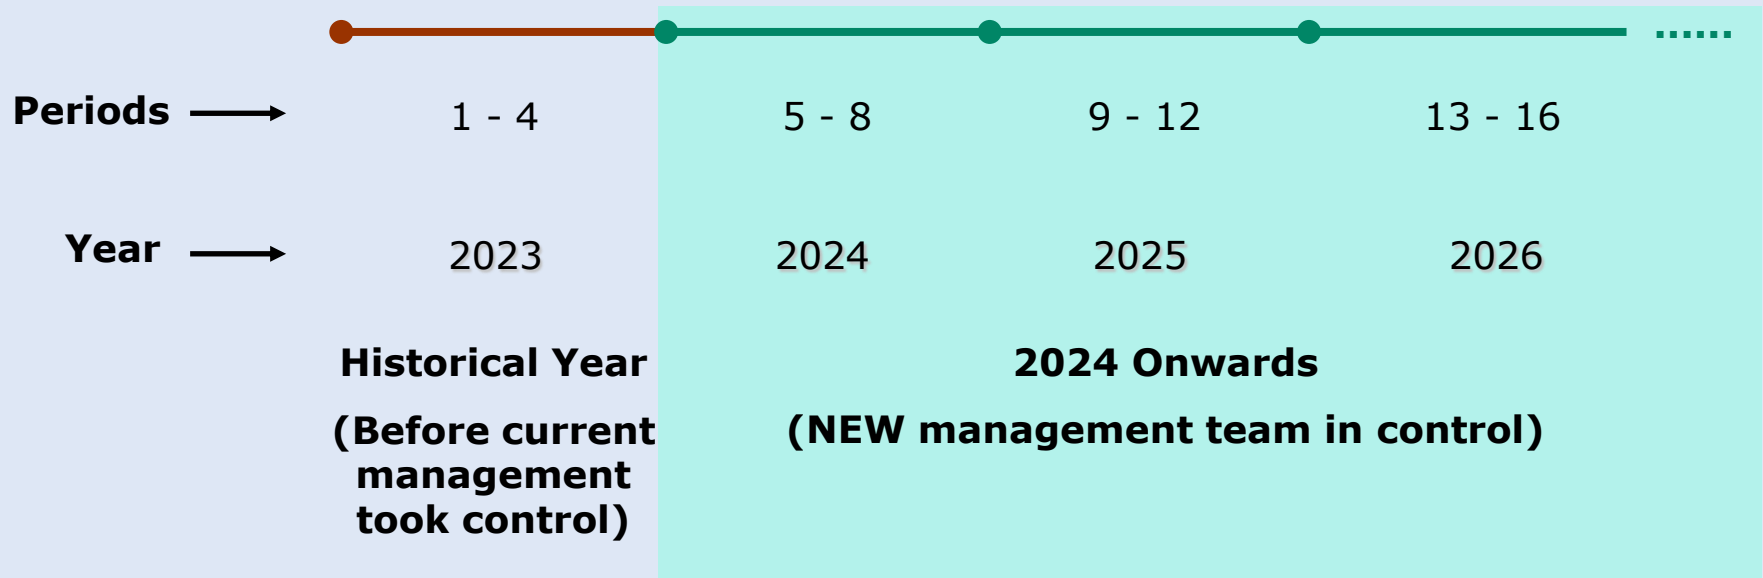 ......
Periods 1 - 4 5 - 8 9 - 12 13 - 16
Year 2023 2024 2025 2026
Historical Year
(Before current
management
took control)
2024 Onwards
(NEW management team in control)